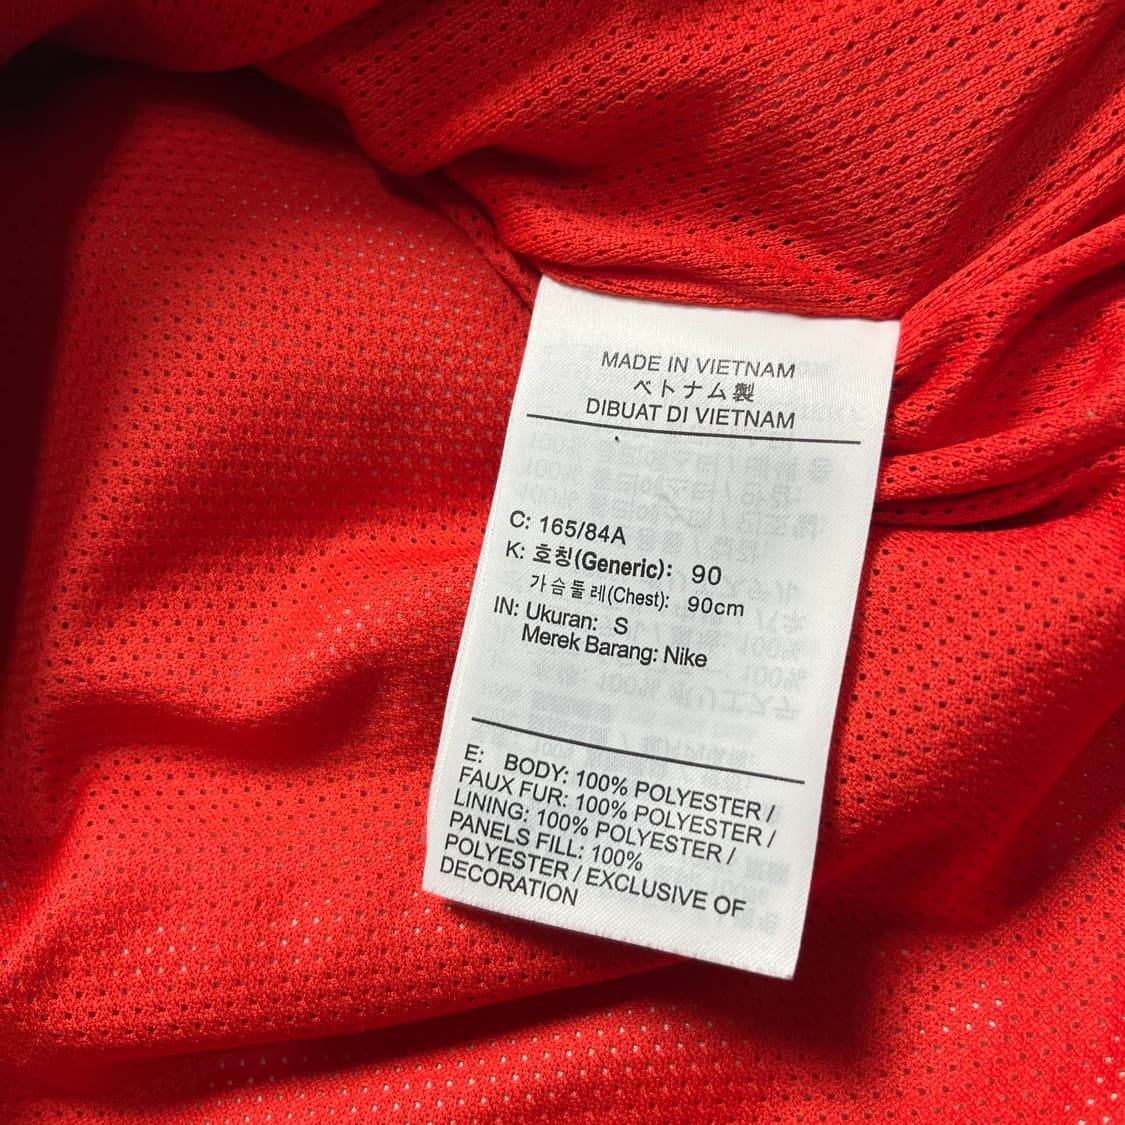 MADE IN VIETNAM
ベトナム製
DIBUAT DI VIETNAM
C: 165/84A
K: 호칭(Generic): 90
가슴둘레(Chest): 90cm
IN: Ukuran: S
Merek Barang: Nike
E: BODY: 100% POLYESTER /
FAUX FUR: 100% POLYESTER /
LINING: 100% POLYESTER /
PANELS FILL: 100%
POLYESTER / EXCLUSIVE OF
DECORATION